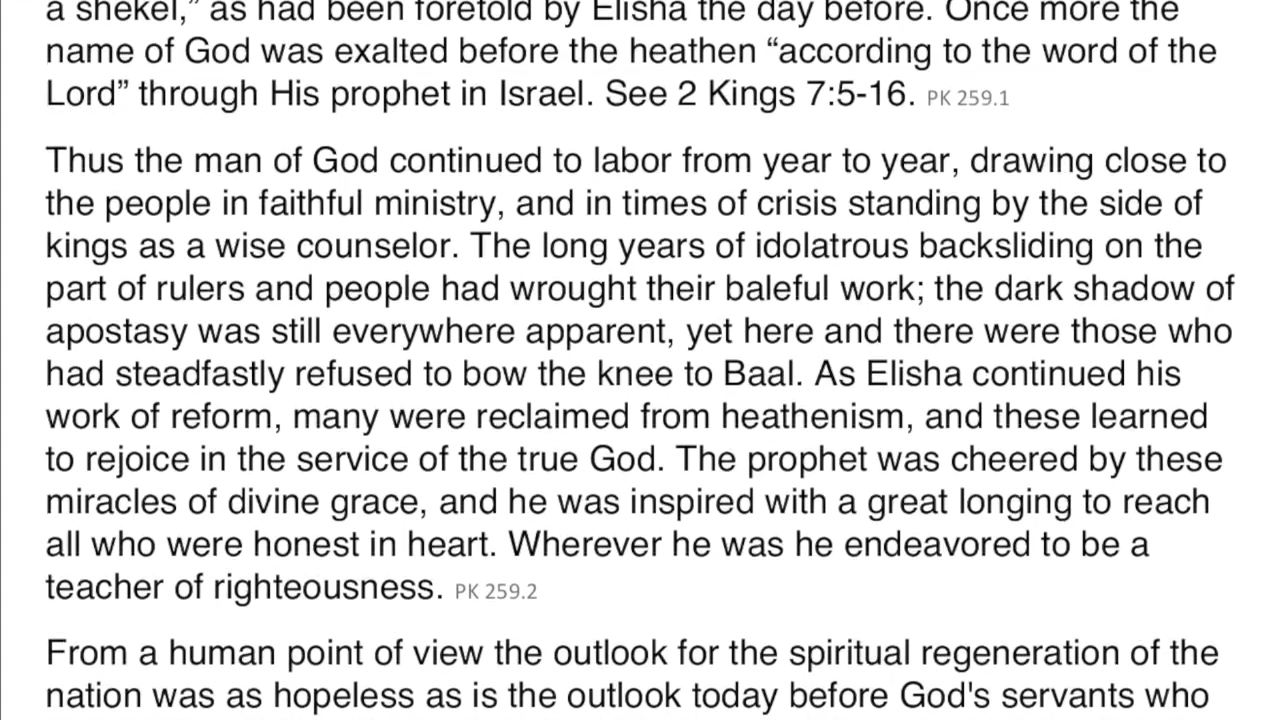 a shekel,” as had been foretold by Elisha the day before. Once more the
name of God was exalted before the heathen “according to the word of the
Lord” through His prophet in Israel. See 2 Kings 7:5-16. PK 259.1
Thus the man of God continued to labor from year to year, drawing close to
the people in faithful ministry, and in times of crisis standing by the side of
kings as a wise counselor. The long years of idolatrous backsliding on the
part of rulers and people had wrought their baleful work; the dark shadow of
apostasy was still everywhere apparent, yet here and there were those who
had steadfastly refused to bow the knee to Baal. As Elisha continued his
work of reform, many were reclaimed from heathenism, and these learned
to rejoice in the service of the true God. The prophet was cheered by these
miracles of divine grace, and he was inspired with a great longing to reach
all who were honest in heart. Wherever he was he endeavored to be a
teacher of righteousness. PK 259.2
From a human point of view the outlook for the spiritual regeneration of the
nation was as hopeless as is the outlook today before God's servants who